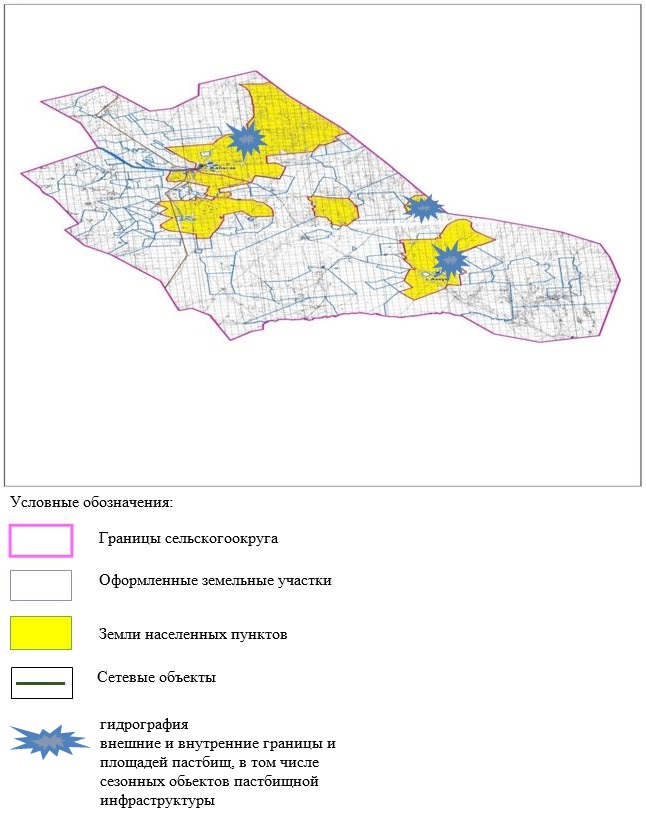 Условные обозначения:
Границы сельскогоокруга
Оформленные земельные участки
Земли населенных пунктов
Сетевые объекты
гидрография
внешние и внутренние границы и
площадей пастбищ, в том числе
сезонных обьектов пастбищной
инфраструктуры